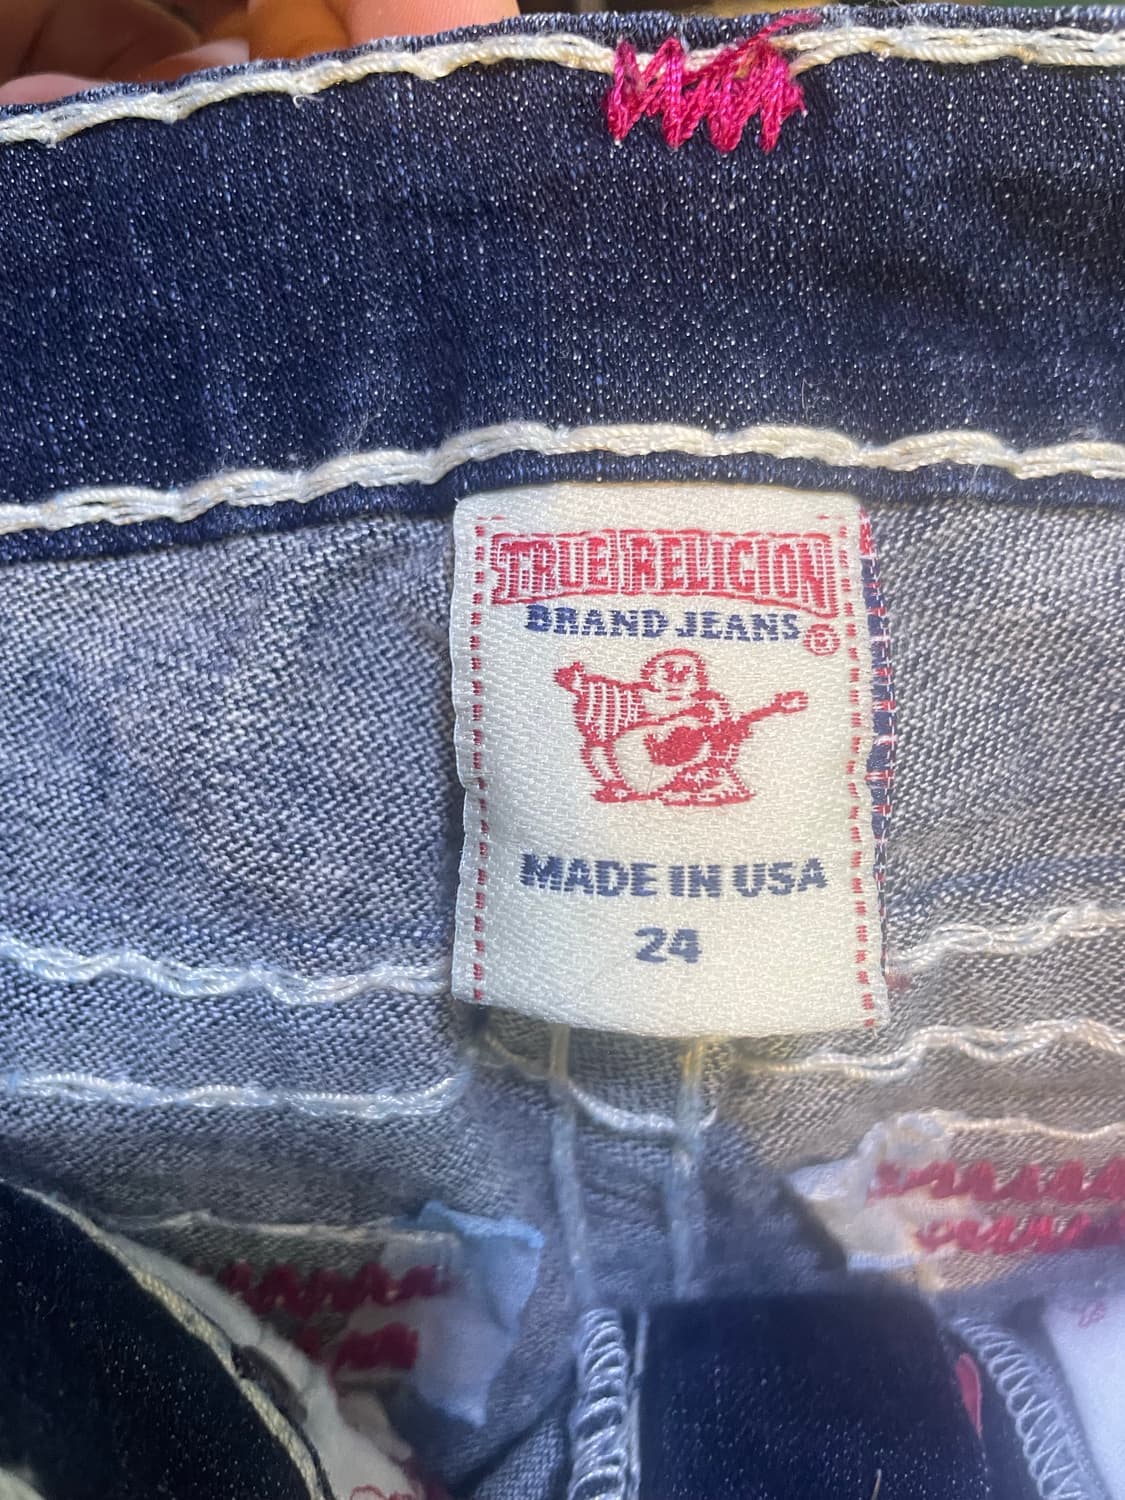 TRUE RELIGION
BRAND JEANS ®
MADE IN USA
24